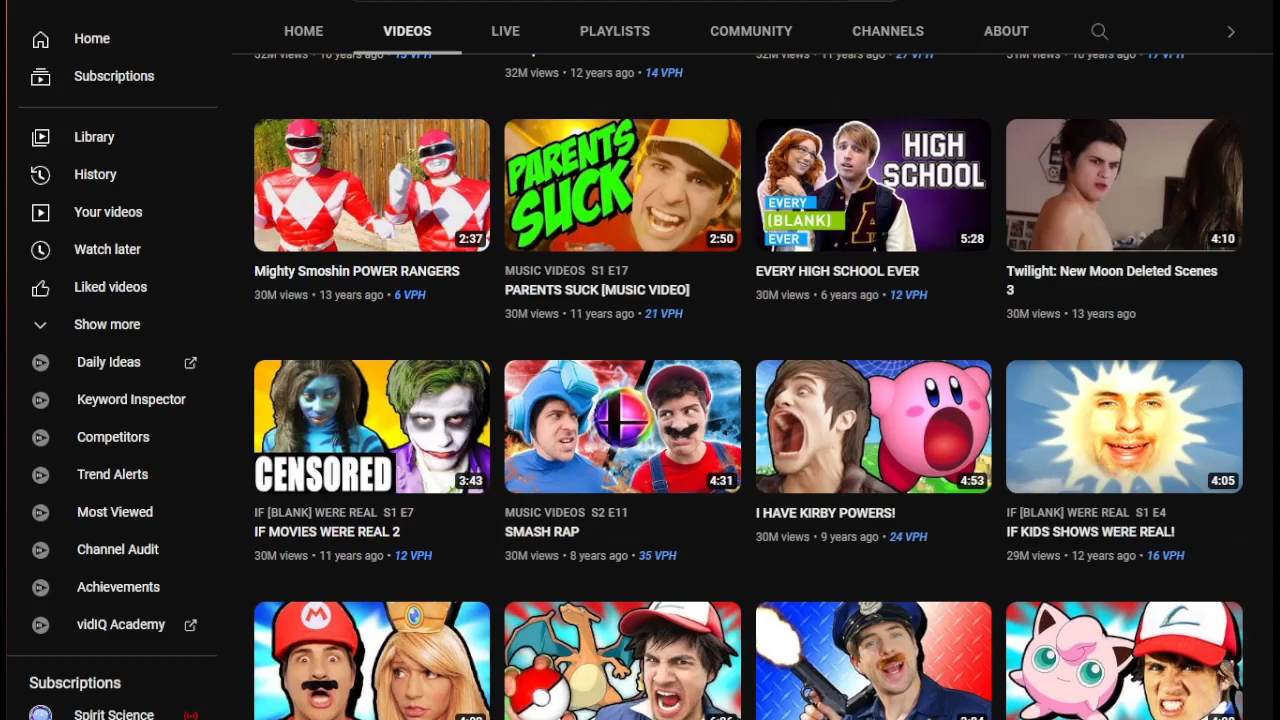 HOME VIDEOS LIVE PLAYLISTS COMMUNITY CHANNELS ABOUT
Home
Subscriptions
Library
History
Your videos
Watch later
Liked videos
Show more
Daily Ideas
Keyword Inspector
Competitors
Trend Alerts
Most Viewed
Channel Audit
Achievements
vidIQ Academy
Subscriptions
Spirit Science
32M views • 12 years ago • 14 VPH
2:37
Mighty Smoshin POWER RANGERS
30M views • 13 years ago • 6 VPH
PARENTS
SUCK
2:50
MUSIC VIDEOS S1 E17
PARENTS SUCK [MUSIC VIDEO]
30M views • 11 years ago • 21 VPH
HIGH
SCHOOL
EVERY
(BLANK)
EVER
A
5:28
EVERY HIGH SCHOOL EVER
30M views • 6 years ago • 12 VPH
4:10
Twilight: New Moon Deleted Scenes
3
30M views • 13 years ago
CENSORED
3:43
IF [BLANK] WERE REAL S1 E7
IF MOVIES WERE REAL 2
30M views • 11 years ago • 12 VPH
4:31
MUSIC VIDEOS S2 E11
SMASH RAP
30M views • 8 years ago • 35 VPH
4:53
I HAVE KIRBY POWERS!
30M views • 9 years ago • 24 VPH
4:05
IF [BLANK] WERE REAL S1 E4
IF KIDS SHOWS WERE REAL!
29M views • 12 years ago • 16 VPH
M